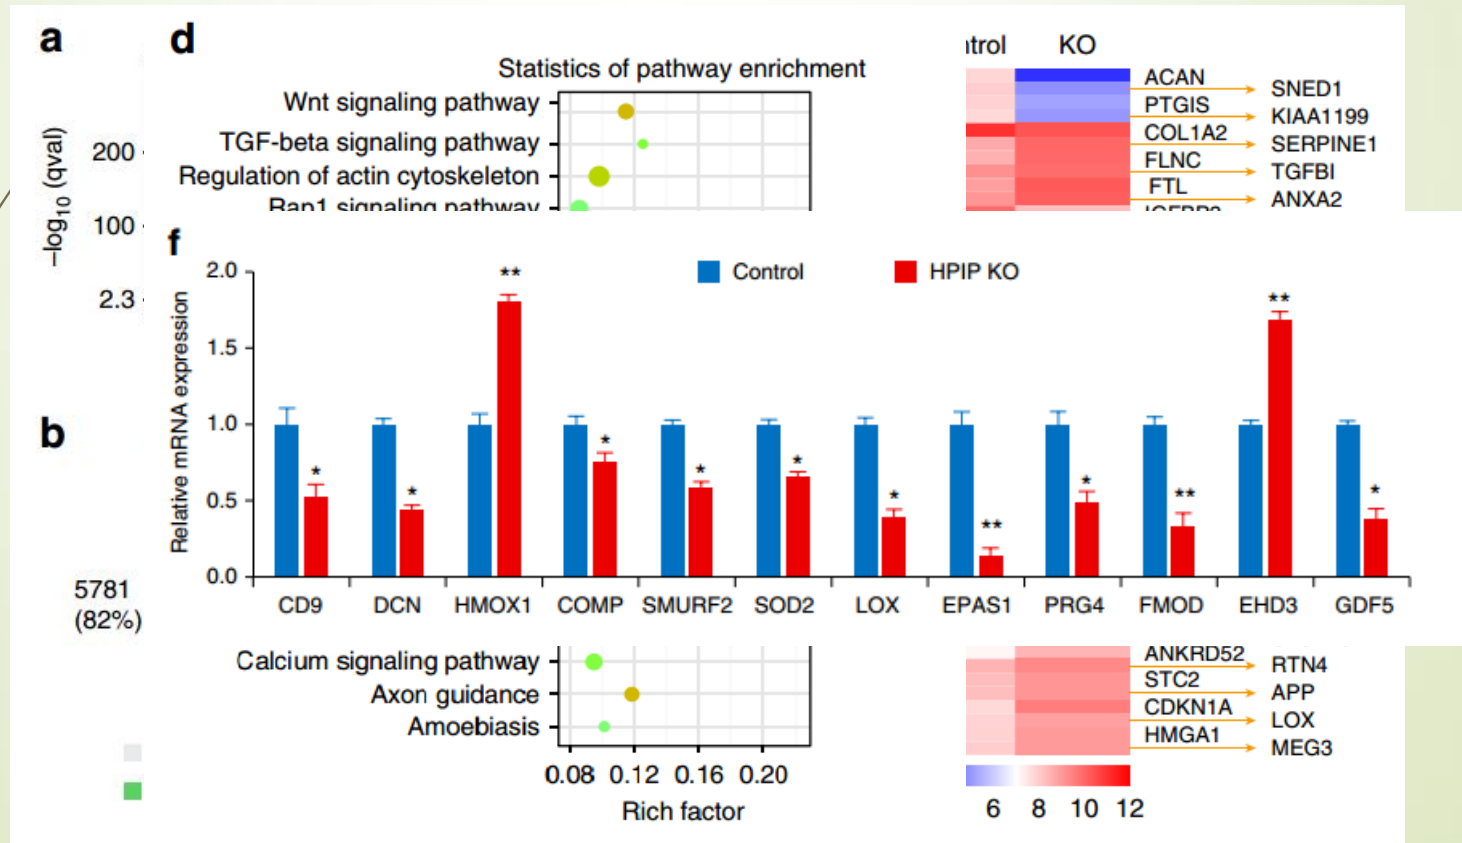 a
d
ntrol KO
Statistics of pathway enrichment
Wnt signaling pathway
TGF-beta signaling pathway
Regulation of actin cytoskeleton
Rap1 signaling pathway
–log10 (qval)
200
100
2.3
ACAN
SNED1
PTGIS
KIAA1199
COL1A2
SERPINE1
FLNC
TGFBI
FTL
ANXA2
f
Control HPIP KO
Relative mRNA expression
2.0
1.5
1.0
0.5
0.0
** ** * * * * * * * ** * ** *
CD9 DCN HMOX1 COMP SMURF2 SOD2 LOX EPAS1 PRG4 FMOD EHD3 GDF5
b
5781
(82%)
Calcium signaling pathway
Axon guidance
Amoebiasis
0.08 0.12 0.16 0.20
Rich factor
ANKRD52
RTN4
STC2
APP
CDKN1A
LOX
HMGA1
MEG3
6 8 10 12